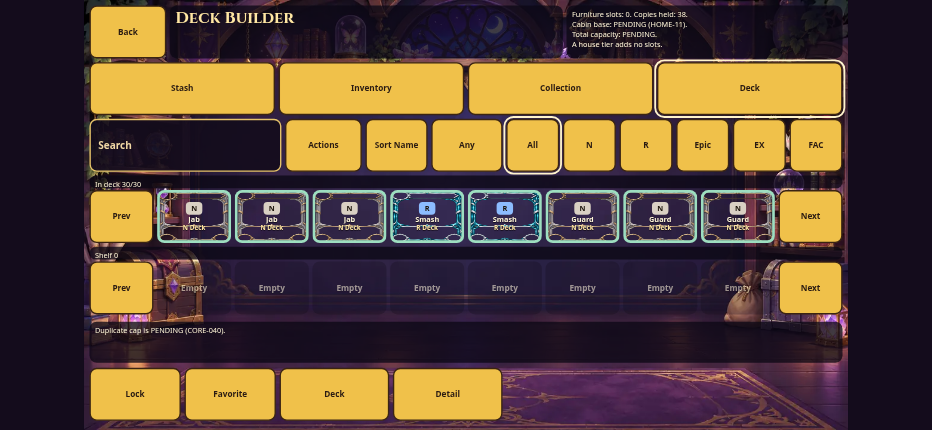 Back
DECK BUILDER
Furniture slots: 0. Copies held: 38.
Cabin base: PENDING (HOME-11).
Total capacity: PENDING.
A house tier adds no slots.
Stash
Inventory
Collection
Deck
Search
Actions
Sort Name
Any
All
N
R
Epic
EX
FAC
In deck 30/30
Prev
N
Jab
N Deck
N
Jab
N Deck
N
Jab
N Deck
R
Smash
R Deck
R
Smash
R Deck
N
Guard
N Deck
N
Guard
N Deck
N
Guard
N Deck
Next
Shelf 0
Prev
Empty
Empty
Empty
Empty
Empty
Empty
Empty
Empty
Next
Duplicate cap is PENDING (CORE-040).
Lock
Favorite
Deck
Detail